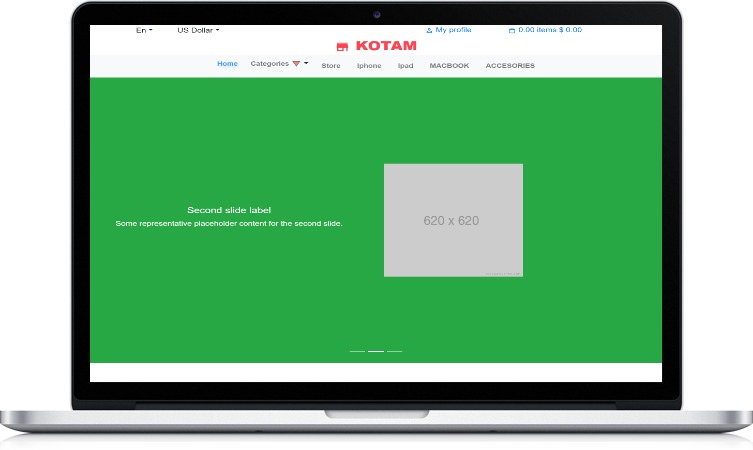 En US Dollar My profile 0.00 items $ 0.00
KOTAM
Home Categories Store Iphone Ipad MACBOOK ACCESORIES
Second slide label
Some representative placeholder content for the second slide.
620 x 620